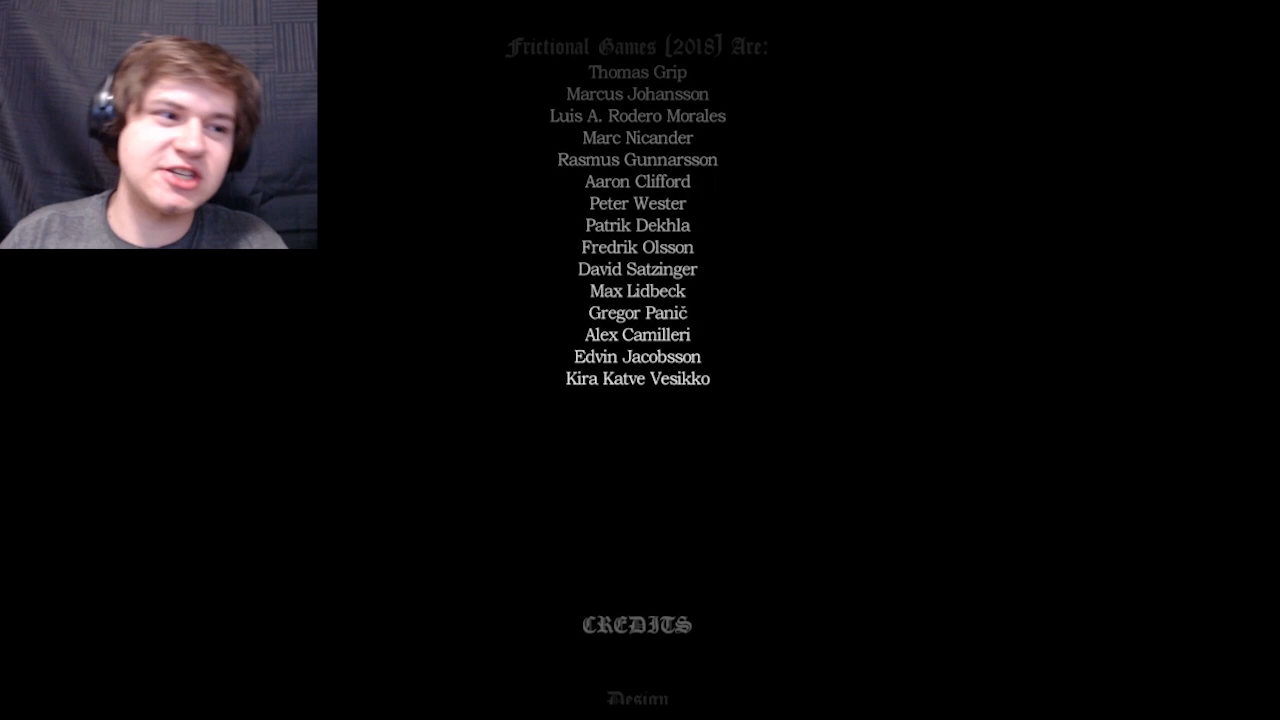 Frictional Games [2018] Are:
Thomas Grip
Marcus Johansson
Luis A. Rodero Morales
Marc Nicander
Rasmus Gunnarsson
Aaron Clifford
Peter Wester
Patrik Dekhla
Fredrik Olsson
David Satzinger
Max Lidbeck
Gregor Panič
Alex Camilleri
Edvin Jacobsson
Kira Katve Vesikko
CREDITS
Design